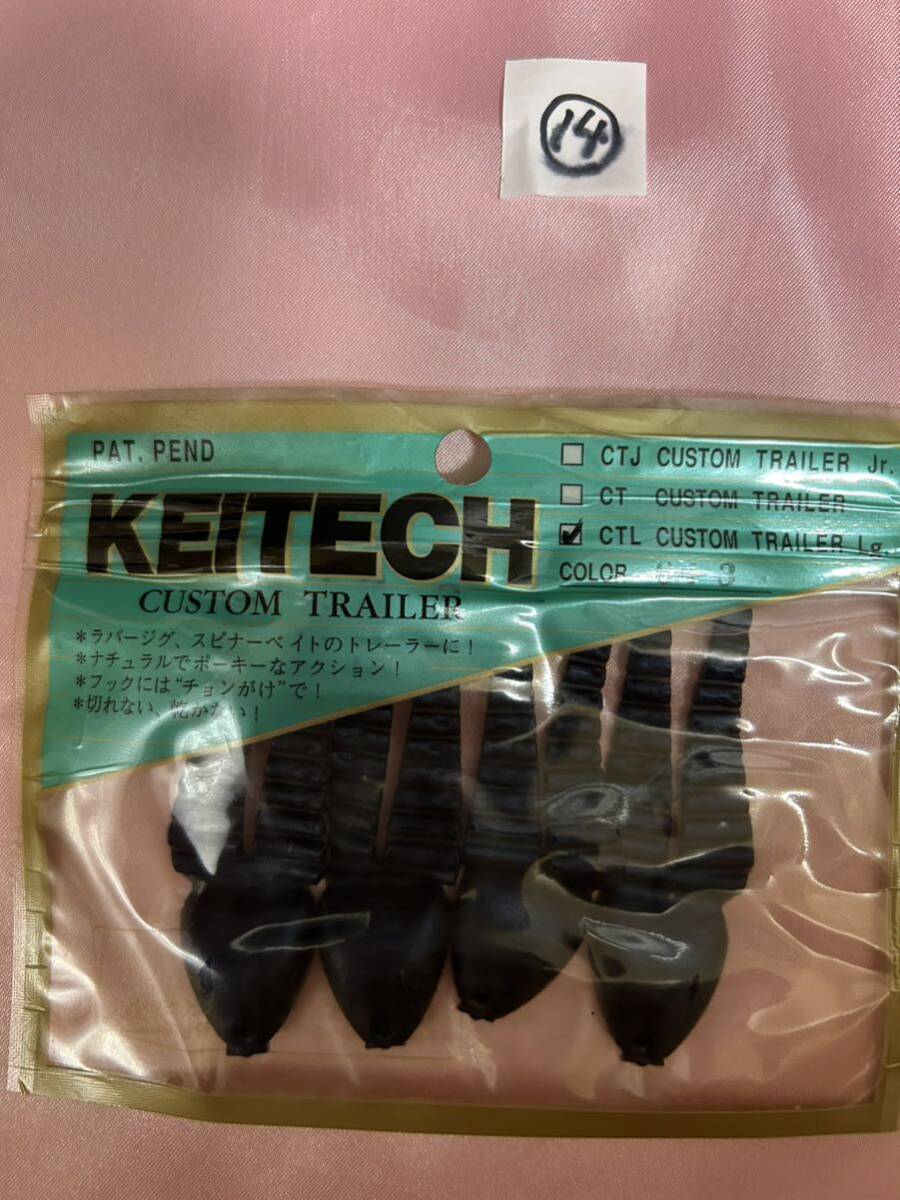 14
PAT. PEND
KEITECH
CUSTOM TRAILER
CTJ CUSTOM TRAILER Jr.
CT CUSTOM TRAILER
CTL CUSTOM TRAILER Lg.
COLOR 3
*ラバージグ、スピナーベイトのトレーラーに!
*ナチュラルでポーキーなアクション!
*フックには“チョンがけ”で!
*切れない、乾かない!